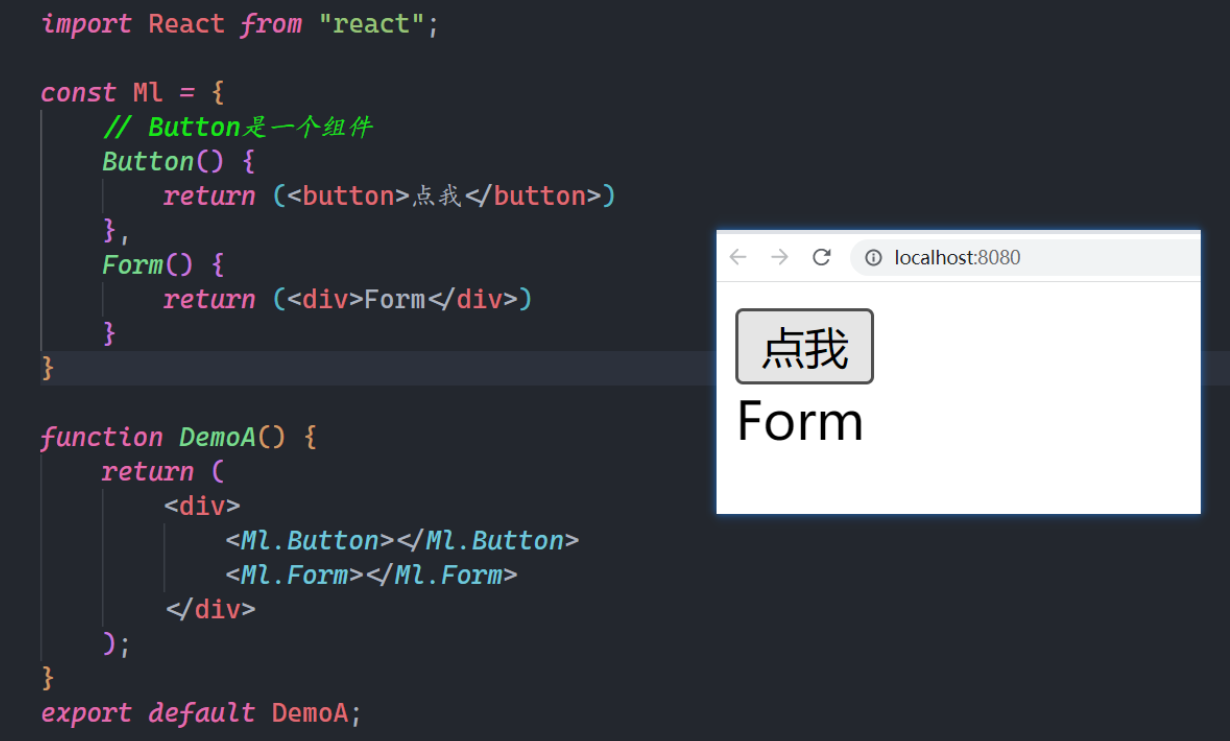 import React from "react";
const Ml = {
// Button是一个组件
Button() {
return (<button>点我</button>)
},
Form() {
return (<div>Form</div>)
}
}
function DemoA() {
return (
<div>
<Ml.Button></Ml.Button>
<Ml.Form></Ml.Form>
</div>
);
}
export default DemoA;
localhost:8080
点我
Form